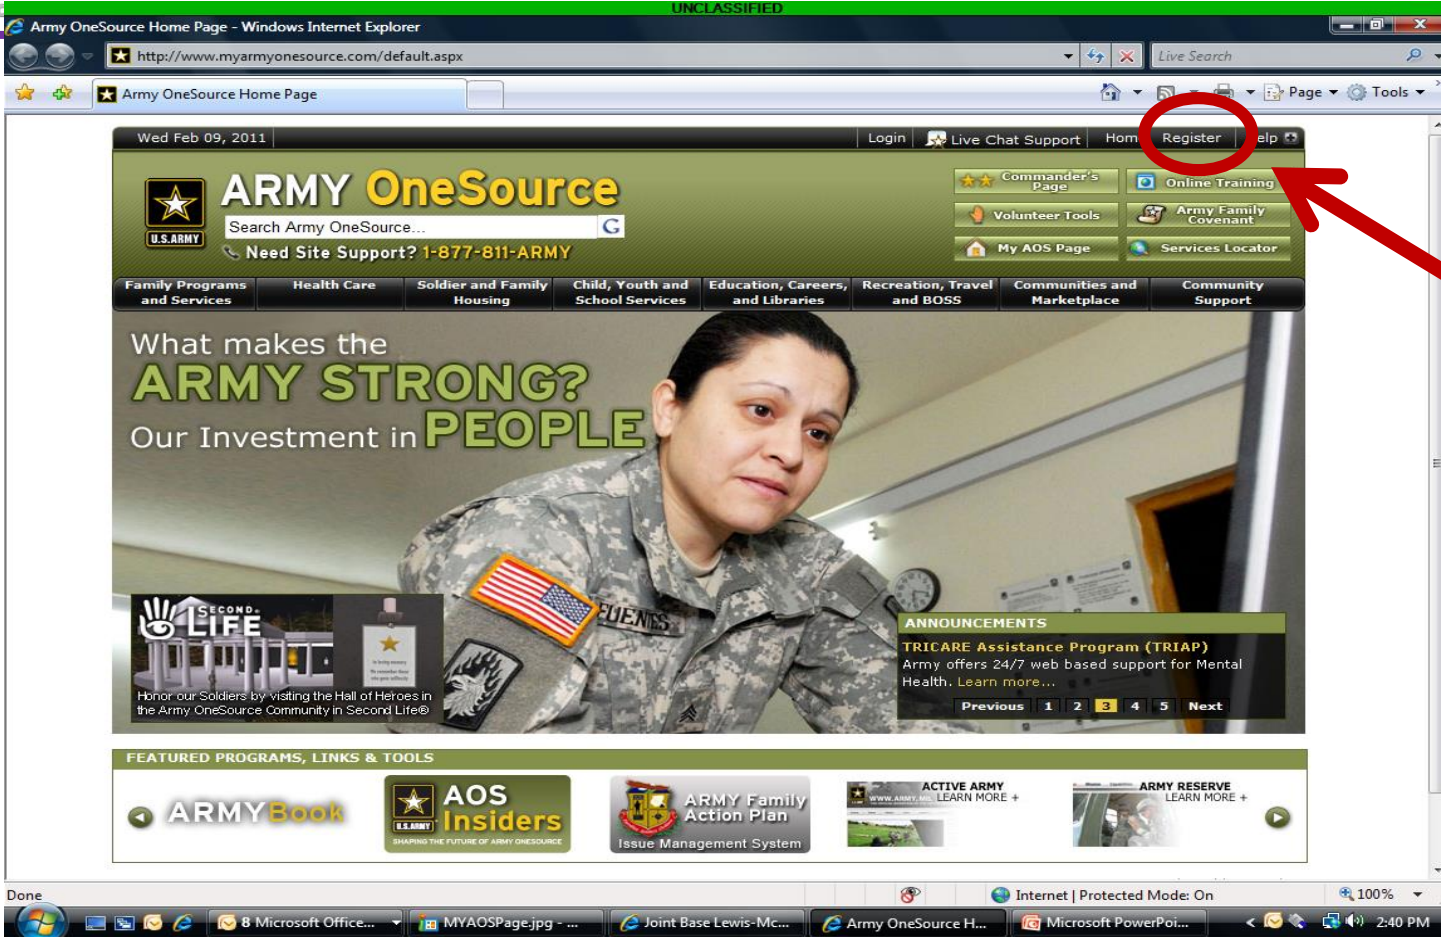 UNCLASSIFIED
Army OneSource Home Page - Windows Internet Explorer
http://www.myarmyonesource.com/default.aspx
Live Search
Army OneSource Home Page
Page
Tools
Wed Feb 09, 2011
Login
Live Chat Support
Register
ARMY OneSource
U.S.ARMY
Search Army OneSource...
G
Need Site Support? 1-877-811-ARMY
Commander's
Page
Online Training
Volunteer Tools
Army Family
Covenant
My AOS Page
Services Locator
Family Programs
and Services
Health Care
Soldier and Family
Housing
Child, Youth and
School Services
Education, Careers,
and Libraries
Recreation, Travel
and BOSS
Communities and
Marketplace
Community
Support
What makes the
ARMY STRONG?
Our Investment in PEOPLE
FUENTES
SECOND
LIFE
Honor our Soldiers by visiting the Hall of Heroes in
the Army OneSource Community in Second Life®
ANNOUNCEMENTS
TRICARE Assistance Program (TRIAP)
Army offers 24/7 web based support for Mental
Health. Learn more...
Previous 1 2 3 4 5 Next
FEATURED PROGRAMS, LINKS & TOOLS
ARMYBook
U.S.ARMY
AOS
Insiders
SHAPING THE FUTURE OF ARMY ONESOURCE
ARMY Family
Action Plan
Issue Management System
ACTIVE ARMY
LEARN MORE +
ARMY RESERVE
LEARN MORE +
Done
Internet | Protected Mode: On
100%
8 Microsoft Office...
MYAOSPage.jpg - ...
Joint Base Lewis-Mc...
Army OneSource H...
Microsoft PowerPoi...
2:40 PM